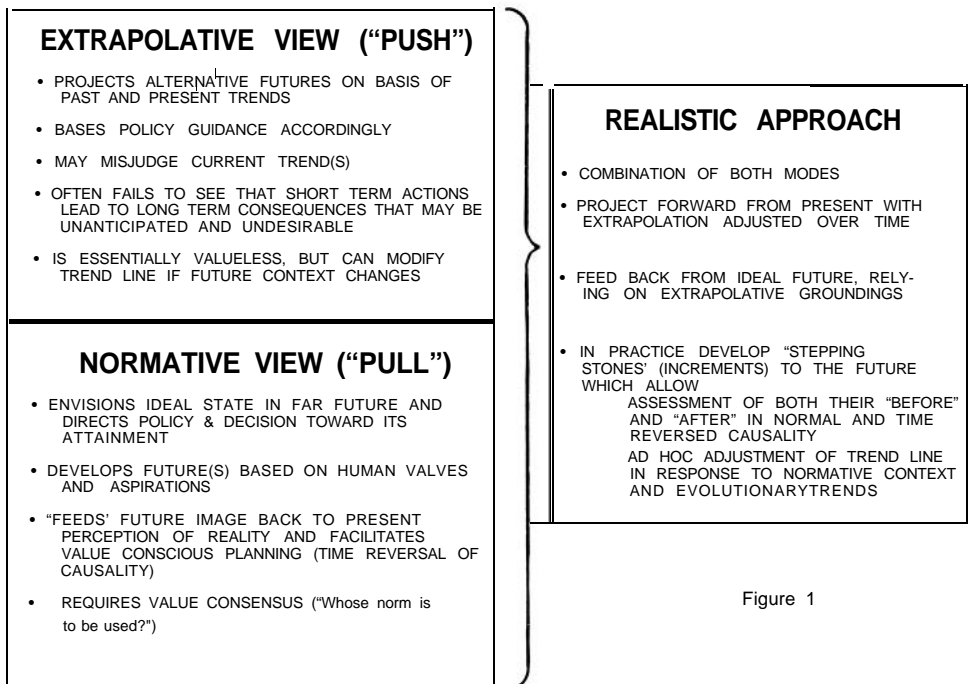 EXTRAPOLATIVE VIEW (“PUSH”)
• PROJECTS ALTERNATIVE FUTURES ON BASIS OF
PAST AND PRESENT TRENDS
• BASES POLICY GUIDANCE ACCORDINGLY
• MAY MISJUDGE CURRENT TREND(S)
• OFTEN FAILS TO SEE THAT SHORT TERM ACTIONS
LEAD TO LONG TERM CONSEQUENCES THAT MAY BE
UNANTICIPATED AND UNDESIRABLE
• IS ESSENTIALLY VALUELESS, BUT CAN MODIFY
TREND LINE IF FUTURE CONTEXT CHANGES
NORMATIVE VIEW (“PULL”)
• ENVISIONS IDEAL STATE IN FAR FUTURE AND
DIRECTS POLICY & DECISION TOWARD ITS
ATTAINMENT
• DEVELOPS FUTURE(S) BASED ON HUMAN VALVES
AND ASPIRATIONS
• “FEEDS’ FUTURE IMAGE BACK TO PRESENT
PERCEPTION OF REALITY AND FACILITATES
VALUE CONSCIOUS PLANNING (TIME REVERSAL OF
CAUSALITY)
• REQUIRES VALUE CONSENSUS (“Whose norm is
to be used?")
REALISTIC APPROACH
• COMBINATION OF BOTH MODES
• PROJECT FORWARD FROM PRESENT WITH
EXTRAPOLATION ADJUSTED OVER TIME
• FEED BACK FROM IDEAL FUTURE, RELY-
ING ON EXTRAPOLATIVE GROUNDINGS
• IN PRACTICE DEVELOP “STEPPING
STONES’ (INCREMENTS) TO THE FUTURE
WHICH ALLOW
ASSESSMENT OF BOTH THEIR “BEFORE”
AND “AFTER” IN NORMAL AND TIME
REVERSED CAUSALITY
AD HOC ADJUSTMENT OF TREND LINE
IN RESPONSE TO NORMATIVE CONTEXT
AND EVOLUTIONARYTRENDS
Figure 1